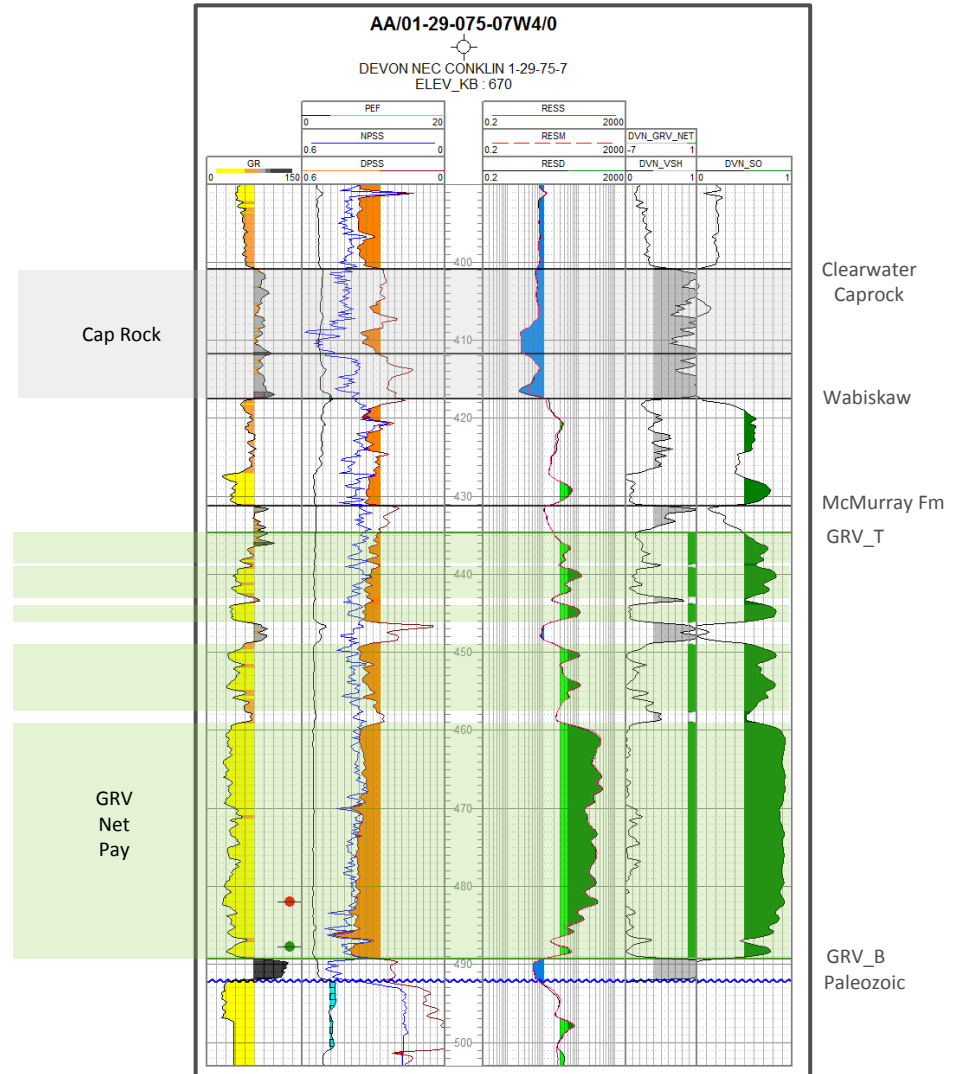 AA/01-29-075-07W4/0
DEVON NEC CONKLIN 1-29-75-7
ELEV_KB : 670
PEF
0 20
NPSS
0.6 0
GR
0 150
DPSS
0.6 0
RESS
0.2 2000
RESM
0.2 2000
RESD
0.2 2000
DVN_GRV_NET
-7 1
DVN_VSH
0 1
DVN_SO
0 1
400
410
420
430
440
450
460
470
480
490
500
Cap Rock
GRV
Net
Pay
Clearwater
Caprock
Wabiskaw
McMurray Fm
GRV_T
GRV_B
Paleozoic